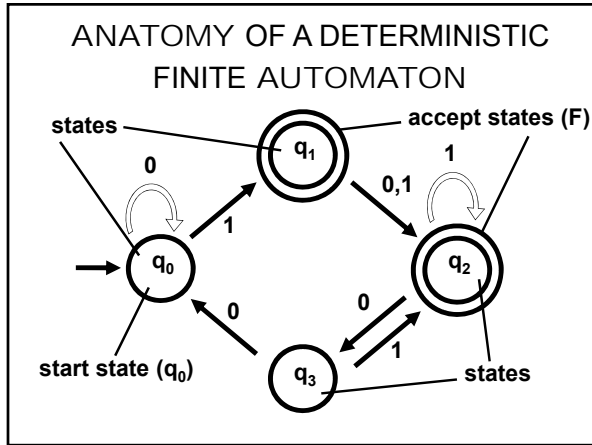 ANATOMY OF A DETERMINISTIC
FINITE AUTOMATON
states
accept states (F)
q₁
0
1
0,1
1
q₀
q₂
0
0
1
start state (q₀)
q₃
states